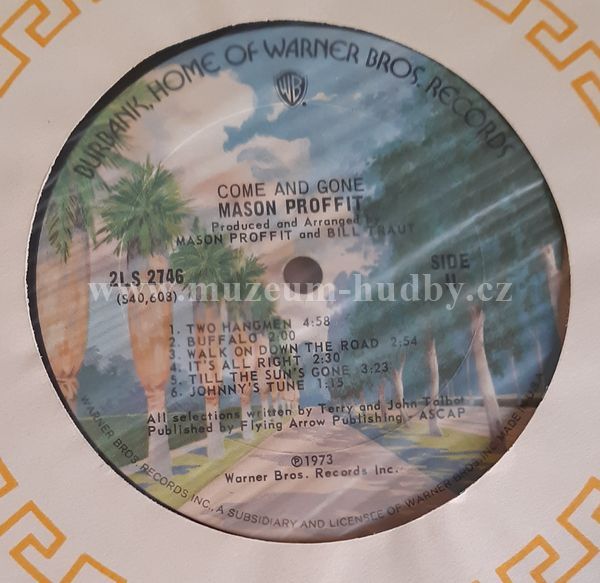 BURBANK, HOME OF WARNER BROS. RECORDS
WB
COME AND GONE
MASON PROFFIT
Produced and Arranged by
MASON PROFFIT and BILL TRAUT
2LS 2746
(S40,603)
SIDE
II
www.muzeum-hudby.cz
1. TWO HANGMEN 4:58
2. BUFFALO 2:00
3. WALK ON DOWN THE ROAD 2:54
4. IT'S ALL RIGHT 2:30
5. TILL THE SUN'S GONE 3:23
6. JOHNNY'S TUNE 1:15
All selections written by Terry and John Talbot
Published by Flying Arrow Publishing - ASCAP
℗1973
Warner Bros. Records Inc.
WARNER BROS. RECORDS INC., A SUBSIDIARY AND LICENSEE OF WARNER BROS. INC. MADE IN U.S.A.